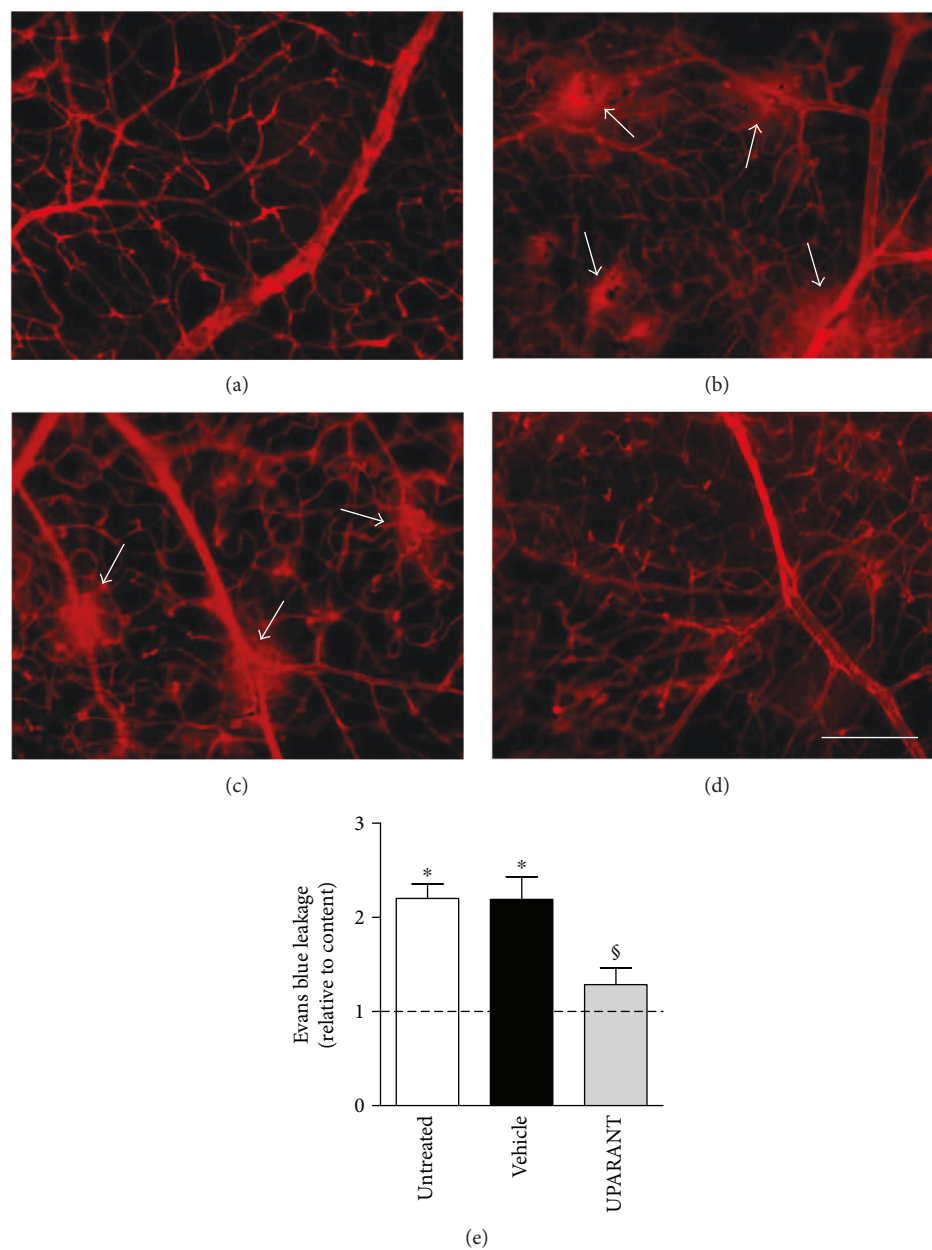 (a)
(b)
(c)
(d)
3
2
1
0
Evans blue leakage
(relative to content)
*
*
§
Untreated
Vehicle
UPARANT
(e)